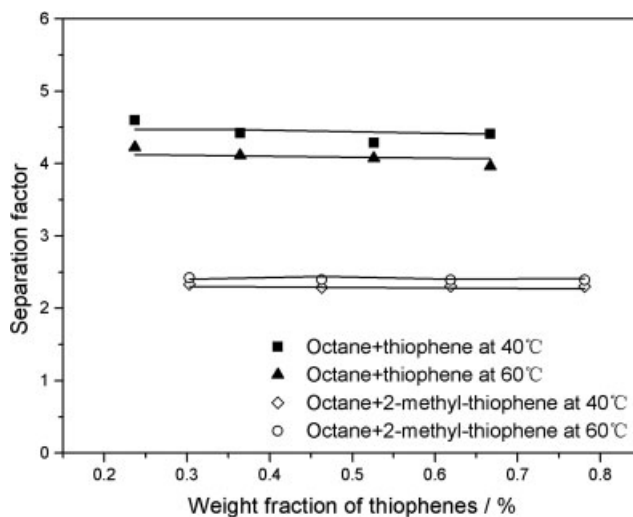 6
5
4
3
2
1
0
Separation factor
Octane+thiophene at 40℃
Octane+thiophene at 60℃
Octane+2-methyl-thiophene at 40℃
Octane+2-methyl-thiophene at 60℃
0.2 0.3 0.4 0.5 0.6 0.7 0.8
Weight fraction of thiophenes / %